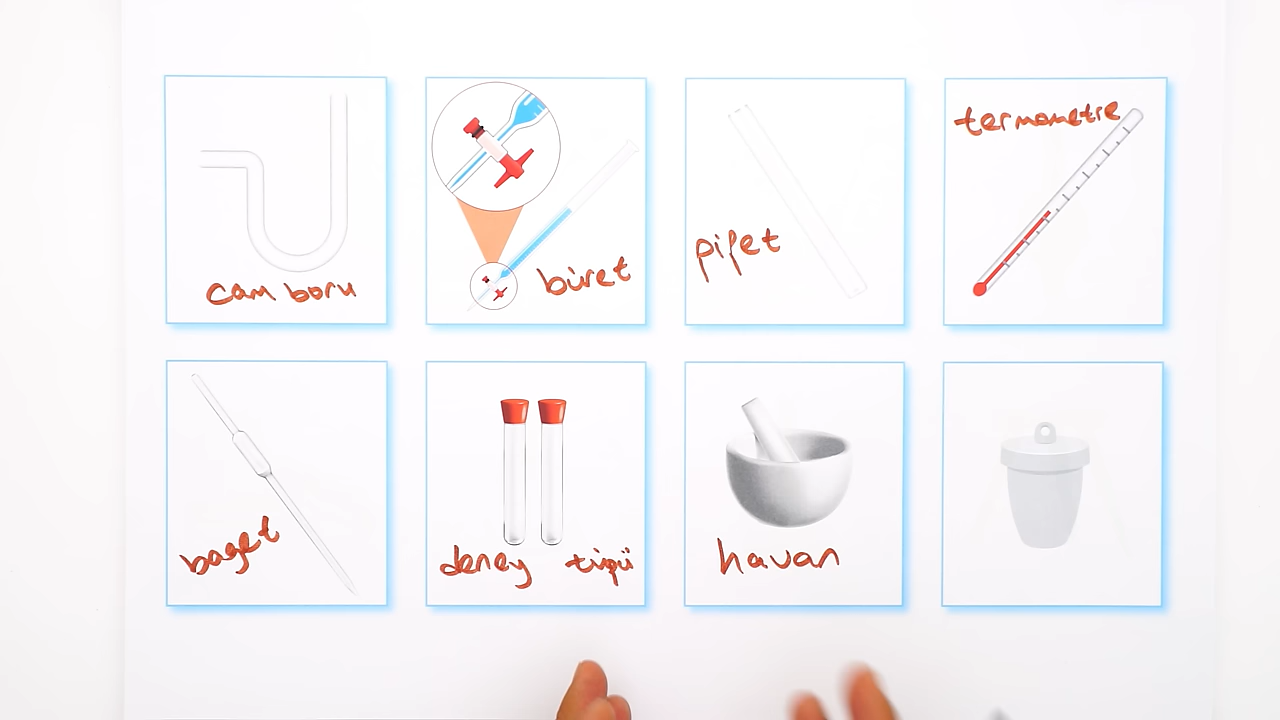 cam boru
büret
pipet
termometre
baget
deney tüpü
havan